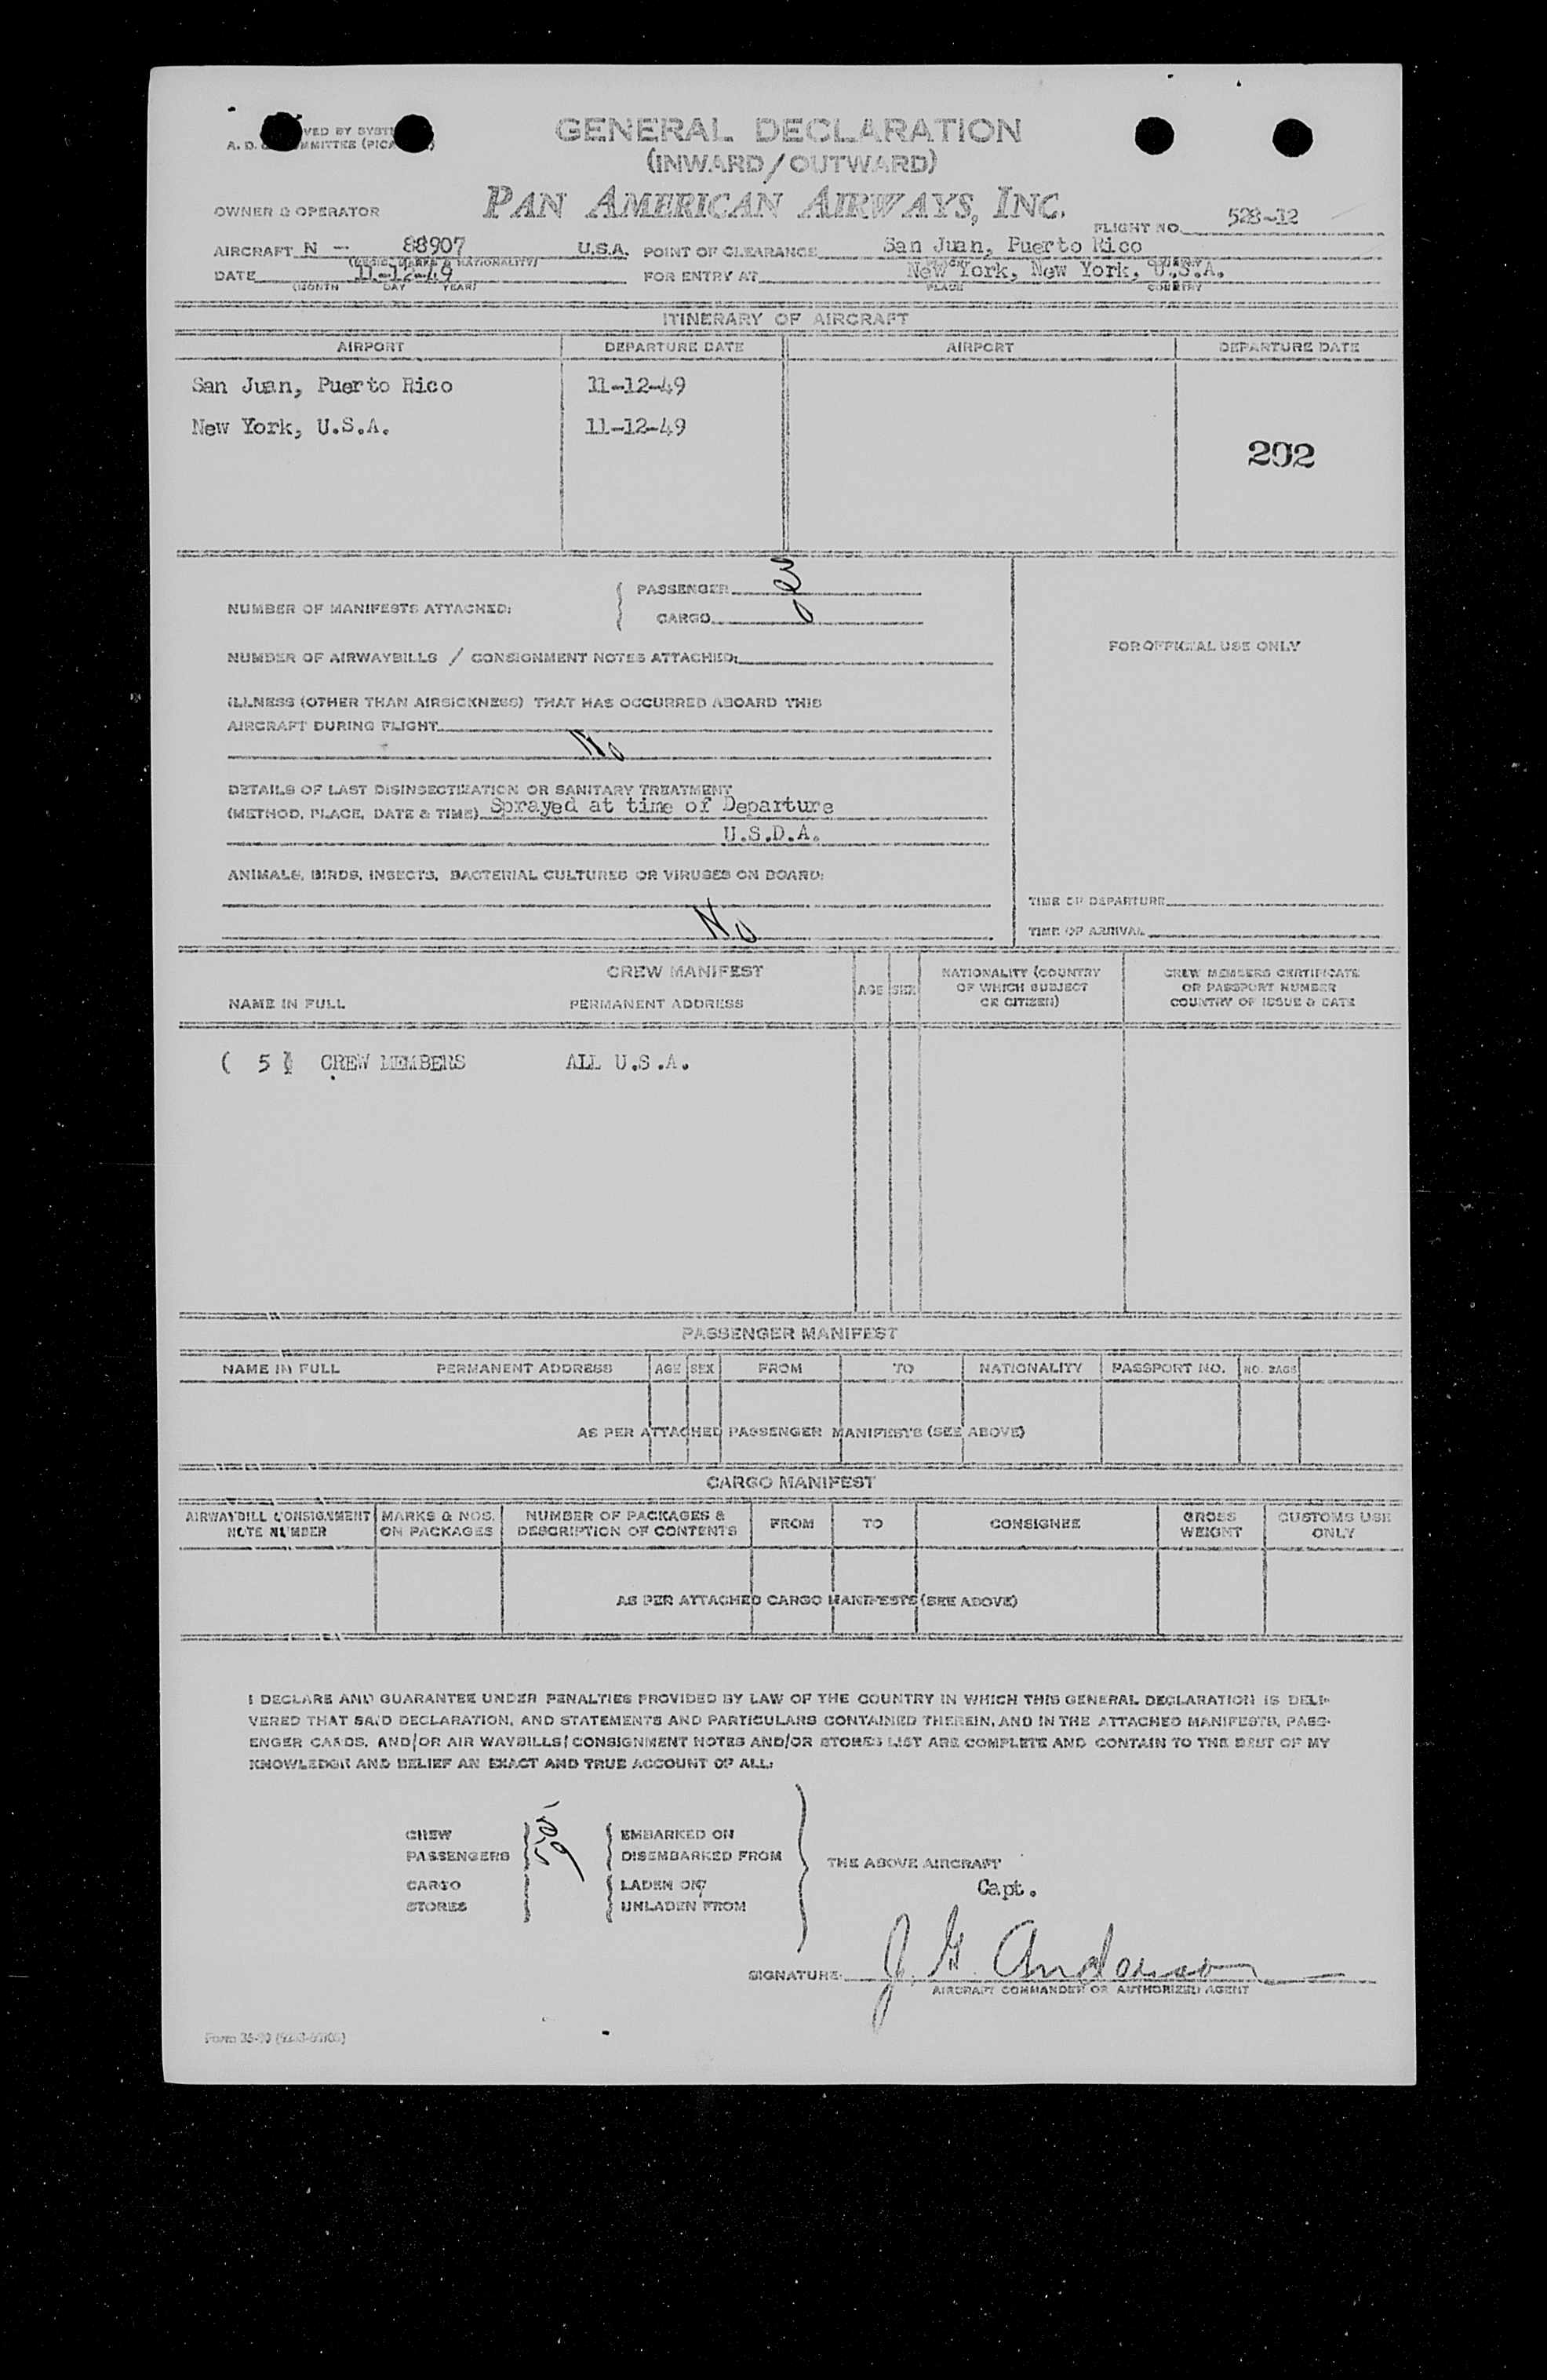 GENERAL DECLARATION
(INWARD/OUTWARD)
PAN AMERICAN AIRWAYS, INC.
OWNER & OPERATOR
FLIGHT NO. 528-12
AIRCRAFT N - 88907 U.S.A. POINT OF CLEARANCE San Juan, Puerto Rico
DATE 11-12-49 FOR ENTRY AT New York, New York, U.S.A.
(MONTH DAY YEAR) PLACE COUNTRY
ITINERARY OF AIRCRAFT
AIRPORT DEPARTURE DATE AIRPORT DEPARTURE DATE
San Juan, Puerto Rico 11-12-49
New York, U.S.A. 11-12-49
202
NUMBER OF MANIFESTS ATTACHED: PASSENGER
CARGO
NUMBER OF AIRWAYBILLS / CONSIGNMENT NOTES ATTACHED:
FOR OFFICIAL USE ONLY
ILLNESS (OTHER THAN AIRSICKNESS) THAT HAS OCCURRED ABOARD THIS
AIRCRAFT DURING FLIGHT
No
DETAILS OF LAST DISINSECTIZATION OR SANITARY TREATMENT
(METHOD, PLACE, DATE & TIME) Sprayed at time of Departure
U.S.D.A.
ANIMALS, BIRDS, INSECTS, BACTERIAL CULTURES OR VIRUSES ON BOARD:
No
TIME OF DEPARTURE
TIME OF ARRIVAL
CREW MANIFEST
NAME IN FULL PERMANENT ADDRESS AGE SEX NATIONALITY (COUNTRY OF WHICH SUBJECT OR CITIZEN) CREW MEMBERS CERTIFICATE OR PASSPORT NUMBER COUNTRY OF ISSUE & DATE
( 5 ) CREW MEMBERS ALL U.S.A.
PASSENGER MANIFEST
NAME IN FULL PERMANENT ADDRESS AGE SEX FROM TO NATIONALITY PASSPORT NO. NO. BAGS
AS PER ATTACHED PASSENGER MANIFESTS (SEE ABOVE)
CARGO MANIFEST
AIRWAYBILL CONSIGNMENT NOTE NUMBER MARKS & NOS. ON PACKAGES NUMBER OF PACKAGES & DESCRIPTION OF CONTENTS FROM TO CONSIGNEE GROSS WEIGHT CUSTOMS USE ONLY
AS PER ATTACHED CARGO MANIFESTS (SEE ABOVE)
I DECLARE AND GUARANTEE UNDER PENALTIES PROVIDED BY LAW OF THE COUNTRY IN WHICH THIS GENERAL DECLARATION IS DELI-
VERED THAT SAID DECLARATION, AND STATEMENTS AND PARTICULARS CONTAINED THEREIN, AND IN THE ATTACHED MANIFESTS, PASS-
ENGER CARDS, AND/OR AIR WAYBILLS/CONSIGNMENT NOTES AND/OR STORES LIST ARE COMPLETE AND CONTAIN TO THE BEST OF MY
KNOWLEDGE AND BELIEF AN EXACT AND TRUE ACCOUNT OF ALL:
CREW EMBARKED ON
PASSENGERS DISEMBARKED FROM
THE ABOVE AIRCRAFT
CARGO LADEN ON
STORES UNLADEN FROM
Capt.
SIGNATURE: J. G. Anderson
AIRCRAFT COMMANDER OR AUTHORIZED AGENT